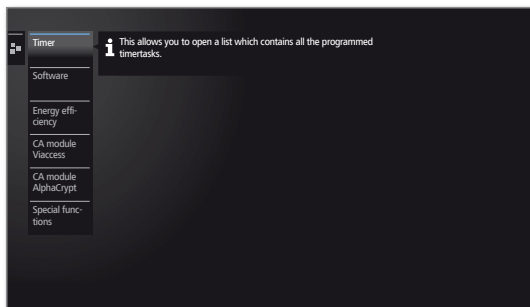 Timer
This allows you to open a list which contains all the programmed
timertasks.
Software
Energy effi-
ciency
CA module
Viaccess
CA module
AlphaCrypt
Special func-
tions